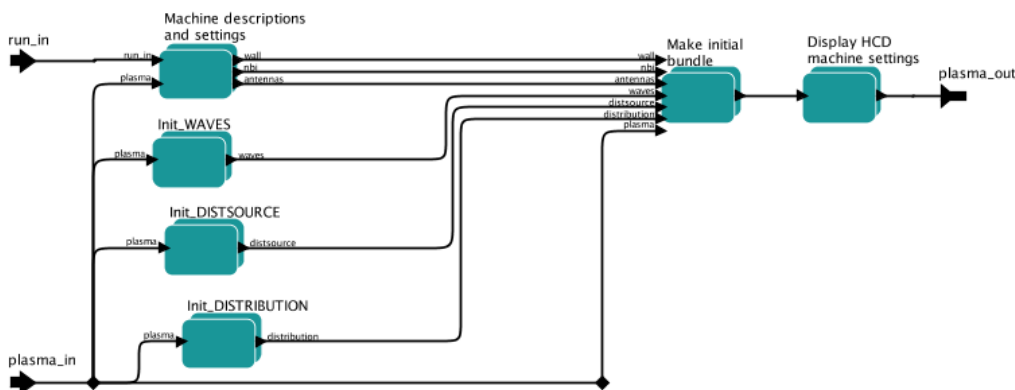 Machine descriptions
and settings
run_in
run_in
plasma
wall
nbi
antennas
Make initial
bundle
wall
nbi
antennas
waves
distsource
distribution
plasma
Display HCD
machine settings
plasma_out
Init_WAVES
plasma
waves
Init_DISTSOURCE
plasma
distsource
Init_DISTRIBUTION
plasma
distribution
plasma_in